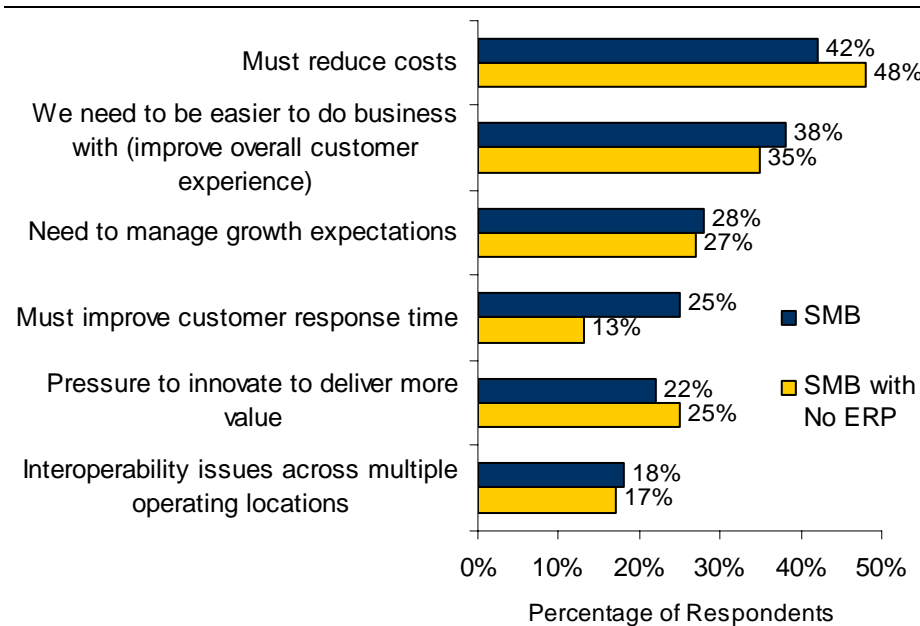 Must reduce costs
42%
48%
We need to be easier to do business
with (improve overall customer
experience)
38%
35%
Need to manage growth expectations
28%
27%
Must improve customer response time
25%
13%
SMB
Pressure to innovate to deliver more
value
22%
25%
SMB with
No ERP
Interoperability issues across multiple
operating locations
18%
17%
0% 10% 20% 30% 40% 50%
Percentage of Respondents